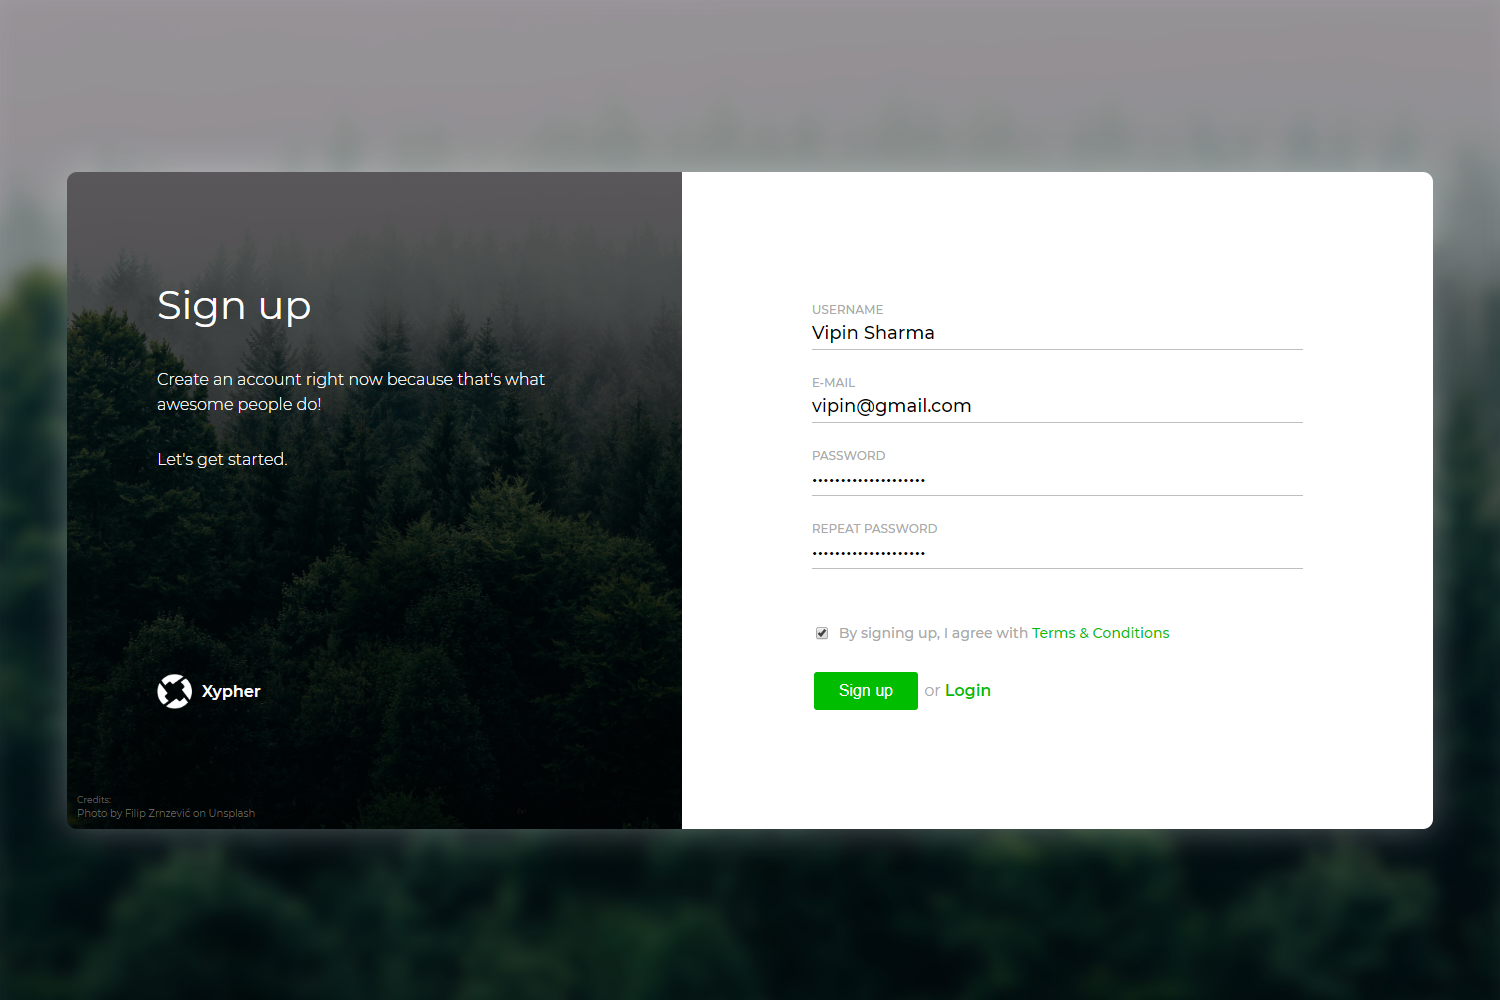 Sign up
Create an account right now because that's what
awesome people do!
Let's get started.
Xypher
Credits:
Photo by Filip Zrnzević on Unsplash
USERNAME
Vipin Sharma
E-MAIL
vipin@gmail.com
PASSWORD
••••••••••••••••••••
REPEAT PASSWORD
••••••••••••••••••••
By signing up, I agree with Terms & Conditions
Sign up or Login